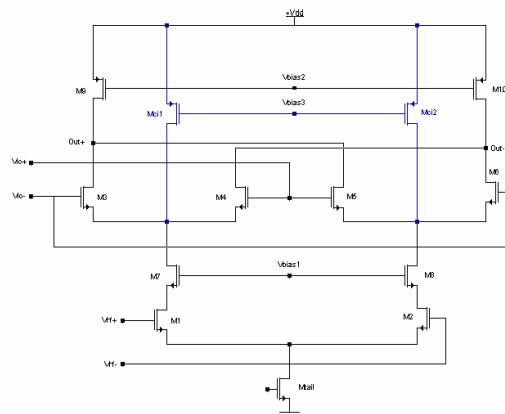 +Vdd
M9
Vbias2
M10
Mci1
Vbias3
Mci2
Out+
Out-
Vlo+
Vlo-
M3
M4
M5
M6
M7
Vbias1
M8
Vrf+
M1
M2
Vrf-
Mtail